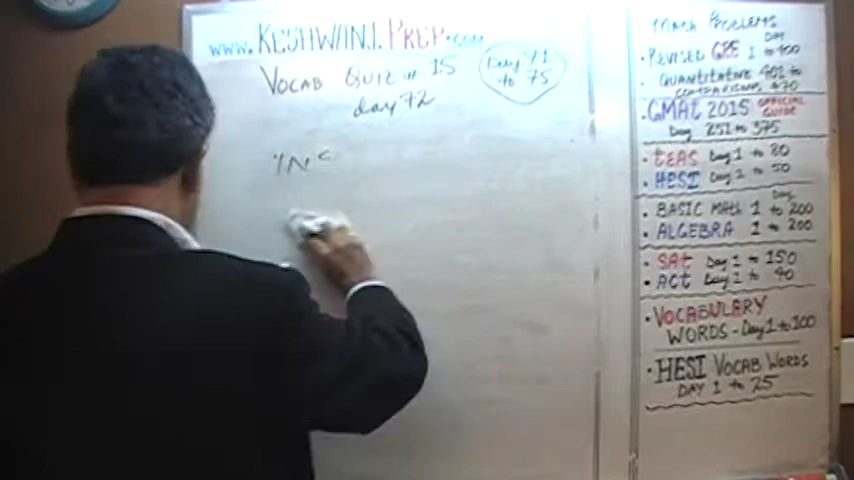 www.KESHWANIPREP.com
VOCAB QUIZ # 15
day 72
Day 71
to 75
INC
MATH PROBLEMS
DAY
• REVISED GRE 1 to 400
• QUANTITATIVE 401 to
COMPARISONS 470
• GMAT 2015 OFFICIAL GUIDE
Day 251 to 375
• TEAS Day 1 to 80
• HESI Day 1 to 50
Day
• BASIC MATH 1 to 200
• ALGEBRA 1 to 200
• SAT Day 1 to 150
• ACT Day 1 to 90
• VOCABULARY
WORDS - Day 1 to 100
• HESI VOCAB WORDS
DAY 1 to 25